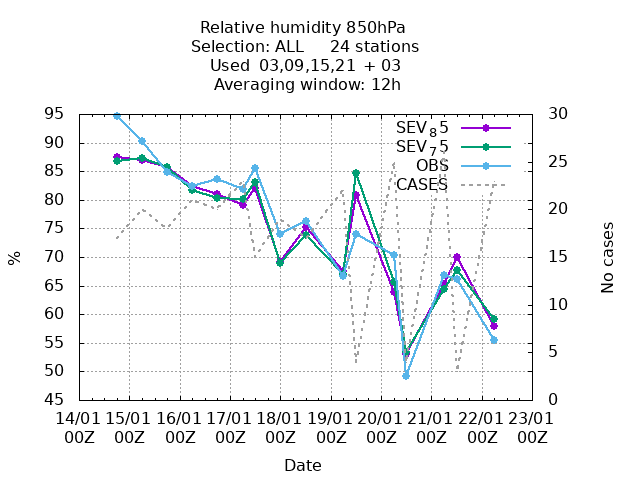 Relative humidity 850hPa
Selection: ALL     24 stations
Used  03,09,15,21 + 03
Averaging window: 12h
95
90
85
80
75
70
65
60
55
50
45
30
25
20
15
10
5
0
SEV₈5
SEV₇5
OBS
CASES
%
No cases
14/01 15/01 16/01 17/01 18/01 19/01 20/01 21/01 22/01 23/01
00Z 00Z 00Z 00Z 00Z 00Z 00Z 00Z 00Z 00Z
Date